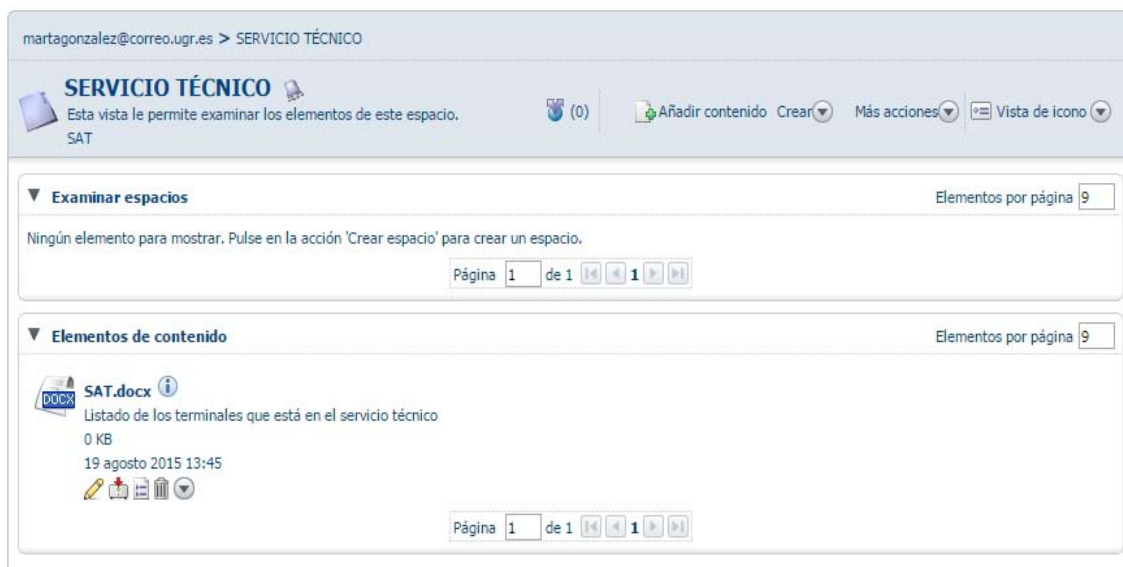 martagonzalez@correo.ugr.es > SERVICIO TÉCNICO
SERVICIO TÉCNICO
Esta vista le permite examinar los elementos de este espacio.
SAT
(0) Añadir contenido Crear Más acciones Vista de icono
Examinar espacios Elementos por página 9
Ningún elemento para mostrar. Pulse en la acción 'Crear espacio' para crear un espacio.
Página 1 de 1 1
Elementos de contenido Elementos por página 9
DOCX
SAT.docx
Listado de los terminales que está en el servicio técnico
0 KB
19 agosto 2015 13:45
Página 1 de 1 1